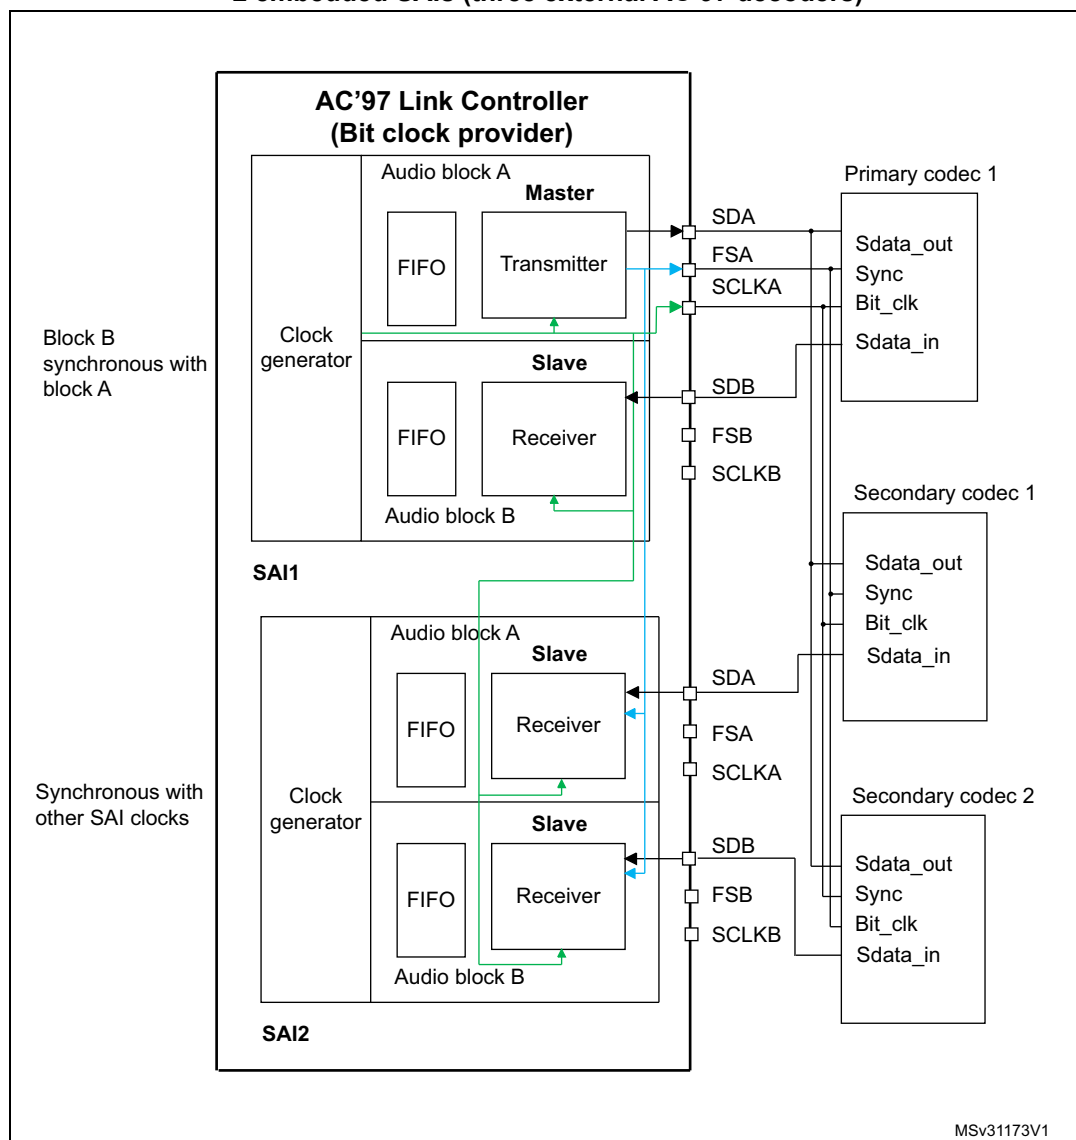 AC’97 Link Controller
(Bit clock provider)
Audio block A
Master
FIFO
Transmitter
Clock
generator
Slave
FIFO
Receiver
Audio block B
SAI1
Block B
synchronous with
block A
SDA
FSA
SCLKA
SDB
FSB
SCLKB
Primary codec 1
Sdata_out
Sync
Bit_clk
Sdata_in
Secondary codec 1
Sdata_out
Sync
Bit_clk
Sdata_in
Audio block A
Slave
FIFO
Receiver
Clock
generator
Slave
FIFO
Receiver
Audio block B
SAI2
Synchronous with
other SAI clocks
SDA
FSA
SCLKA
SDB
FSB
SCLKB
Secondary codec 2
Sdata_out
Sync
Bit_clk
Sdata_in
MSv31173V1